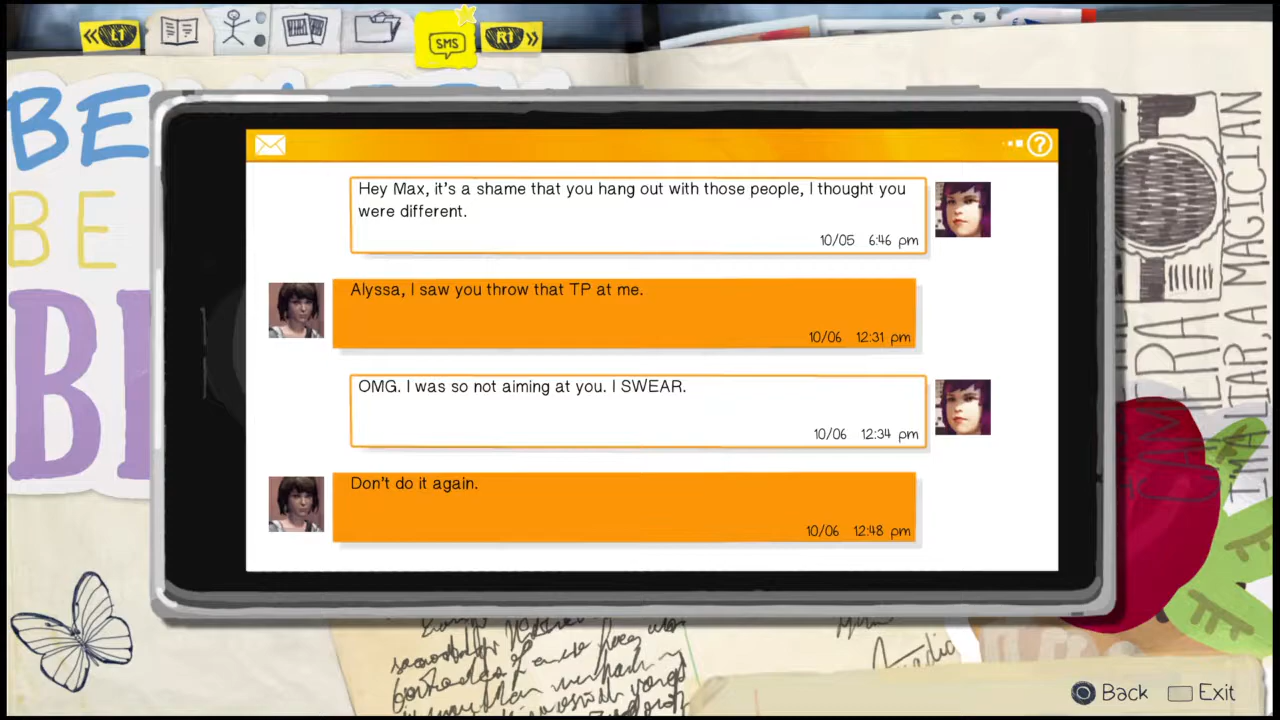 L1
SMS
R1
BE
BE
Hey Max, it's a shame that you hang out with those people, I thought you
were different.
10/05 6:46 pm
Alyssa, I saw you throw that TP at me.
10/06 12:31 pm
OMG. I was so not aiming at you. I SWEAR.
10/06 12:34 pm
Don't do it again.
10/06 12:48 pm
CAMERA
LIAR, A MAGICIAN
Back Exit